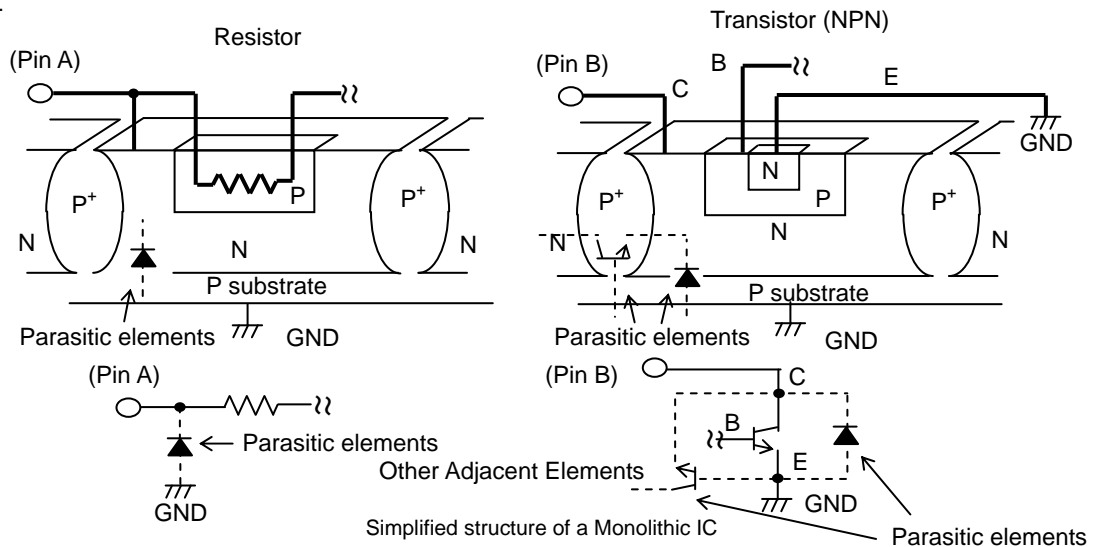 Resistor
Transistor (NPN)
(Pin A)
(Pin B)
B
C
E
GND
P+
P
P+
N
N
N
P substrate
Parasitic elements
GND
P+
N
P
P+
N
N
N
P substrate
Parasitic elements
GND
(Pin A)
Parasitic elements
GND
(Pin B)
C
B
E
GND
Other Adjacent Elements
Simplified structure of a Monolithic IC
Parasitic elements